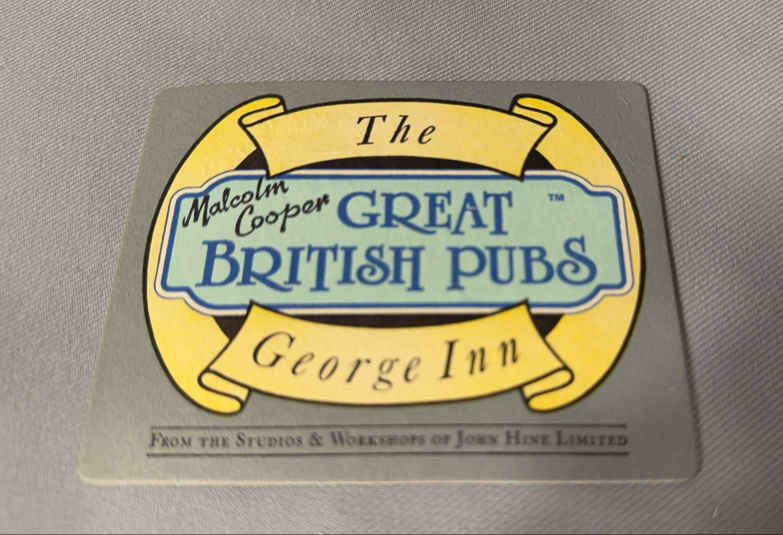 The
Malcolm
Cooper
GREAT ™
BRITISH PUBS
George Inn
FROM THE STUDIOS & WORKSHOPS OF JOHN HINE LIMITED